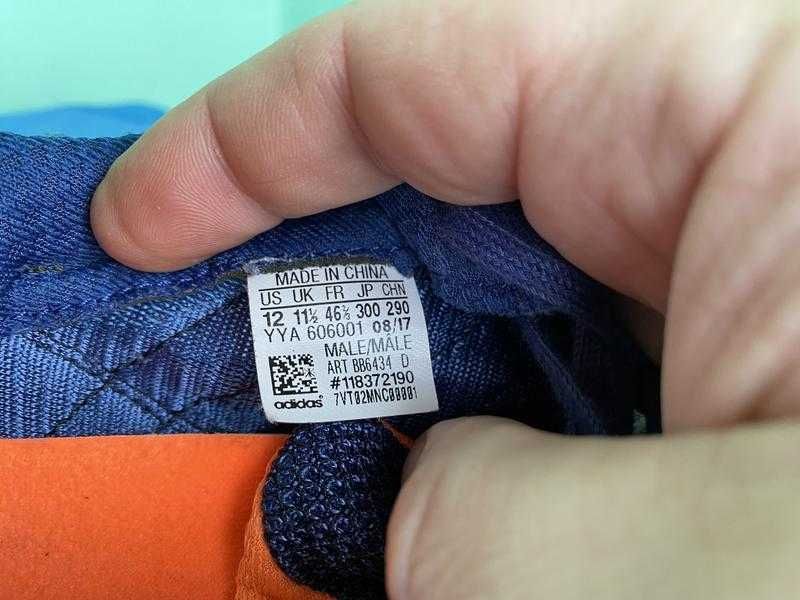 MADE IN CHINA
US UK FR JP CHN
12 11½ 46⅔ 300 290
YYA 606001 08/17
MALE/MÂLE
ART BB6434 D
#118372190
adidas® 7VT02MNC00001